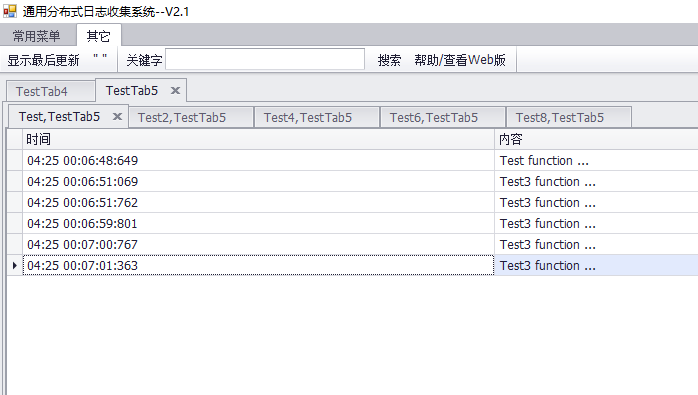 通用分布式日志收集系统--V2.1
常用菜单 其它
显示最后更新 " " 关键字 搜索 帮助/查看Web版
TestTab4 TestTab5
Test,TestTab5 Test2,TestTab5 Test4,TestTab5 Test6,TestTab5 Test8,TestTab5
时间 内容
04:25 00:06:48:649 Test function ...
04:25 00:06:51:069 Test3 function ...
04:25 00:06:51:762 Test3 function ...
04:25 00:06:59:801 Test3 function ...
04:25 00:07:00:767 Test3 function ...
04:25 00:07:01:363 Test3 function ...